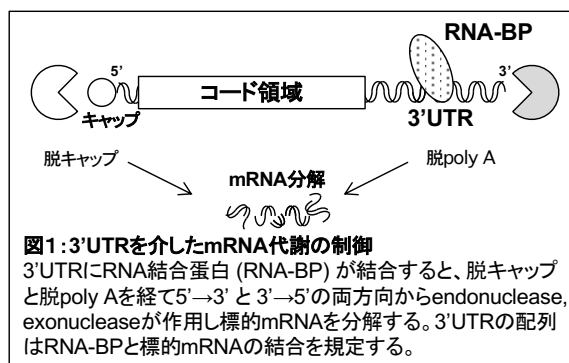 RNA-BP
5’
コード領域
3’
キャップ
3’UTR
脱キャップ
脱poly A
mRNA分解
図1：3’UTRを介したmRNA代謝の制御
3’UTRにRNA結合蛋白 (RNA-BP) が結合すると、脱キャップ
と脱poly Aを経て5’→3’ と 3’→5’の両方向からendonuclease,
exonucleaseが作用し標的mRNAを分解する。3’UTRの配列
はRNA-BPと標的mRNAの結合を規定する。